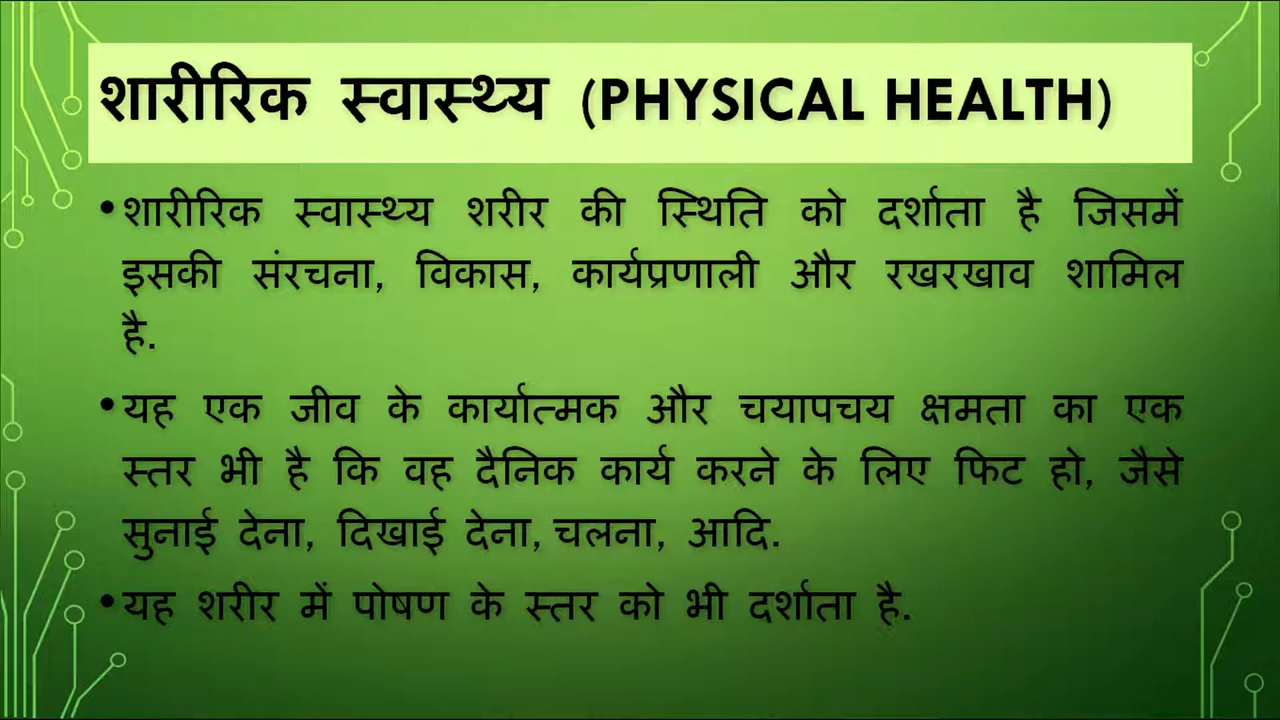 शारीरिक स्वास्थ्य (PHYSICAL HEALTH)
•शारीरिक स्वास्थ्य शरीर की स्थिति को दर्शाता है जिसमें
इसकी संरचना, विकास, कार्यप्रणाली और रखरखाव शामिल
है.
•यह एक जीव के कार्यात्मक और चयापचय क्षमता का एक
स्तर भी है कि वह दैनिक कार्य करने के लिए फिट हो, जैसे
सुनाई देना, दिखाई देना, चलना, आदि.
•यह शरीर में पोषण के स्तर को भी दर्शाता है.